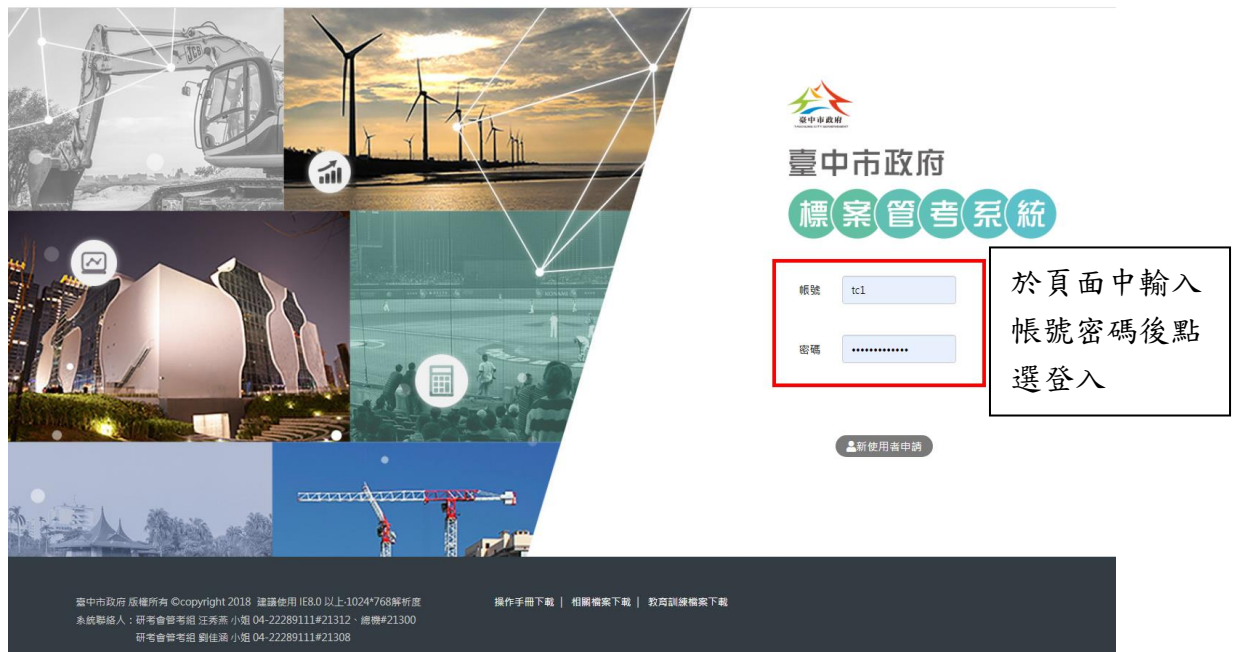 JCB
臺中市政府
TAICHUNG CITY GOVERNMENT
臺中市政府
標案管考系統
帳號 tc1
密碼 •••••••••••••
於頁面中輸入
帳號密碼後點
選登入
新使用者申請
臺中市政府 版權所有 ©copyright 2018 建議使用 IE8.0 以上-1024*768解析度
系統聯絡人：研考會管考組 汪秀燕 小姐 04-22289111#21312、總機#21300
研考會管考組 劉佳涵 小姐 04-22289111#21308
操作手冊下載 | 相關檔案下載 | 教育訓練檔案下載